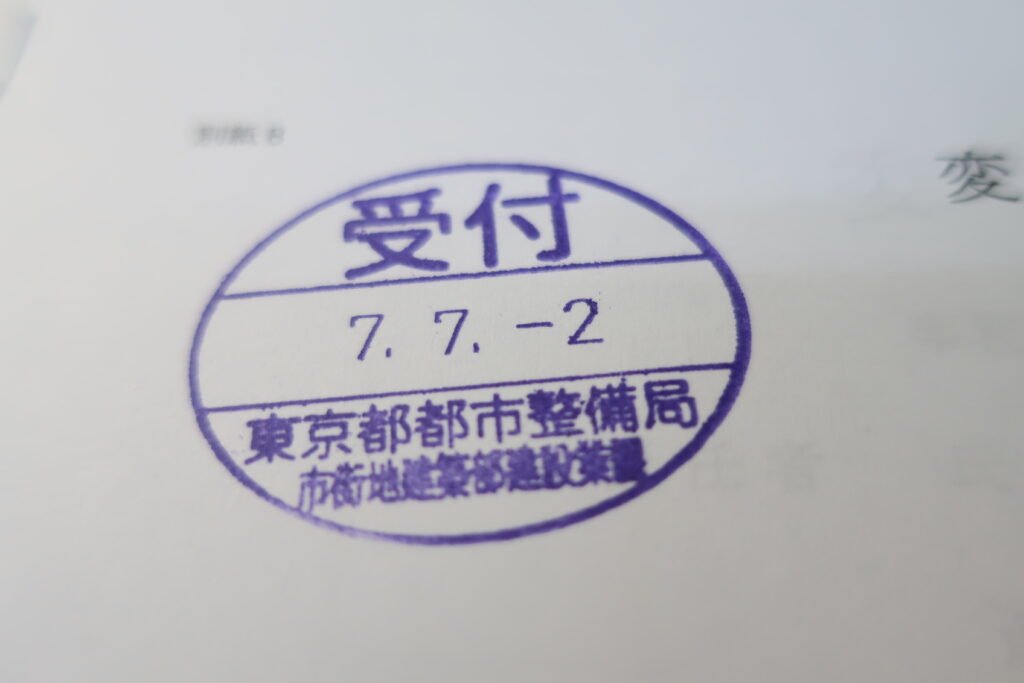 変
受付
7. 7. -2
東京都都市整備局
市街地建築部建設業課